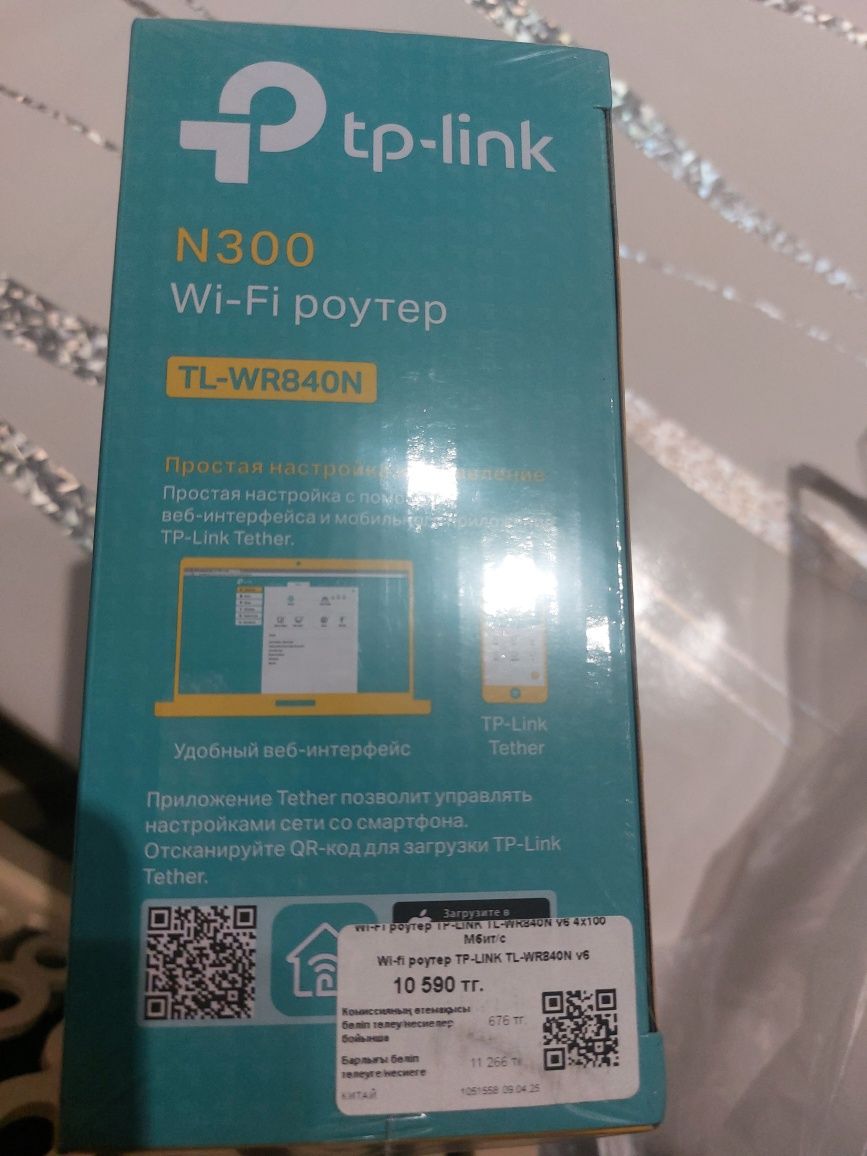 tp-link
N300
Wi-Fi роутер
TL-WR840N
Простая настройка
Простая настройка с
веб-интерфейса и
TP-Link Tether.
Удобный веб-интерфейс
TP-Link
Tether
Приложение Tether позволит управлять
настройками сети со смартфона.
Отсканируйте QR-код для загрузки TP-Link
Tether.
Загрузите в
Wi-Fi роутер TP-LINK TL-WR840N v6 4x100
Мбит/с
Wi-fi роутер TP-LINK TL-WR840N v6
10 590 тг.
Комиссияның өтемақысы
бөліп төлеу/несиелер 676 тг
бойынша
Барлығы бөліп 11 266 тг
төлеуге/несиеге
КИТАЙ 1051558 09.04.25